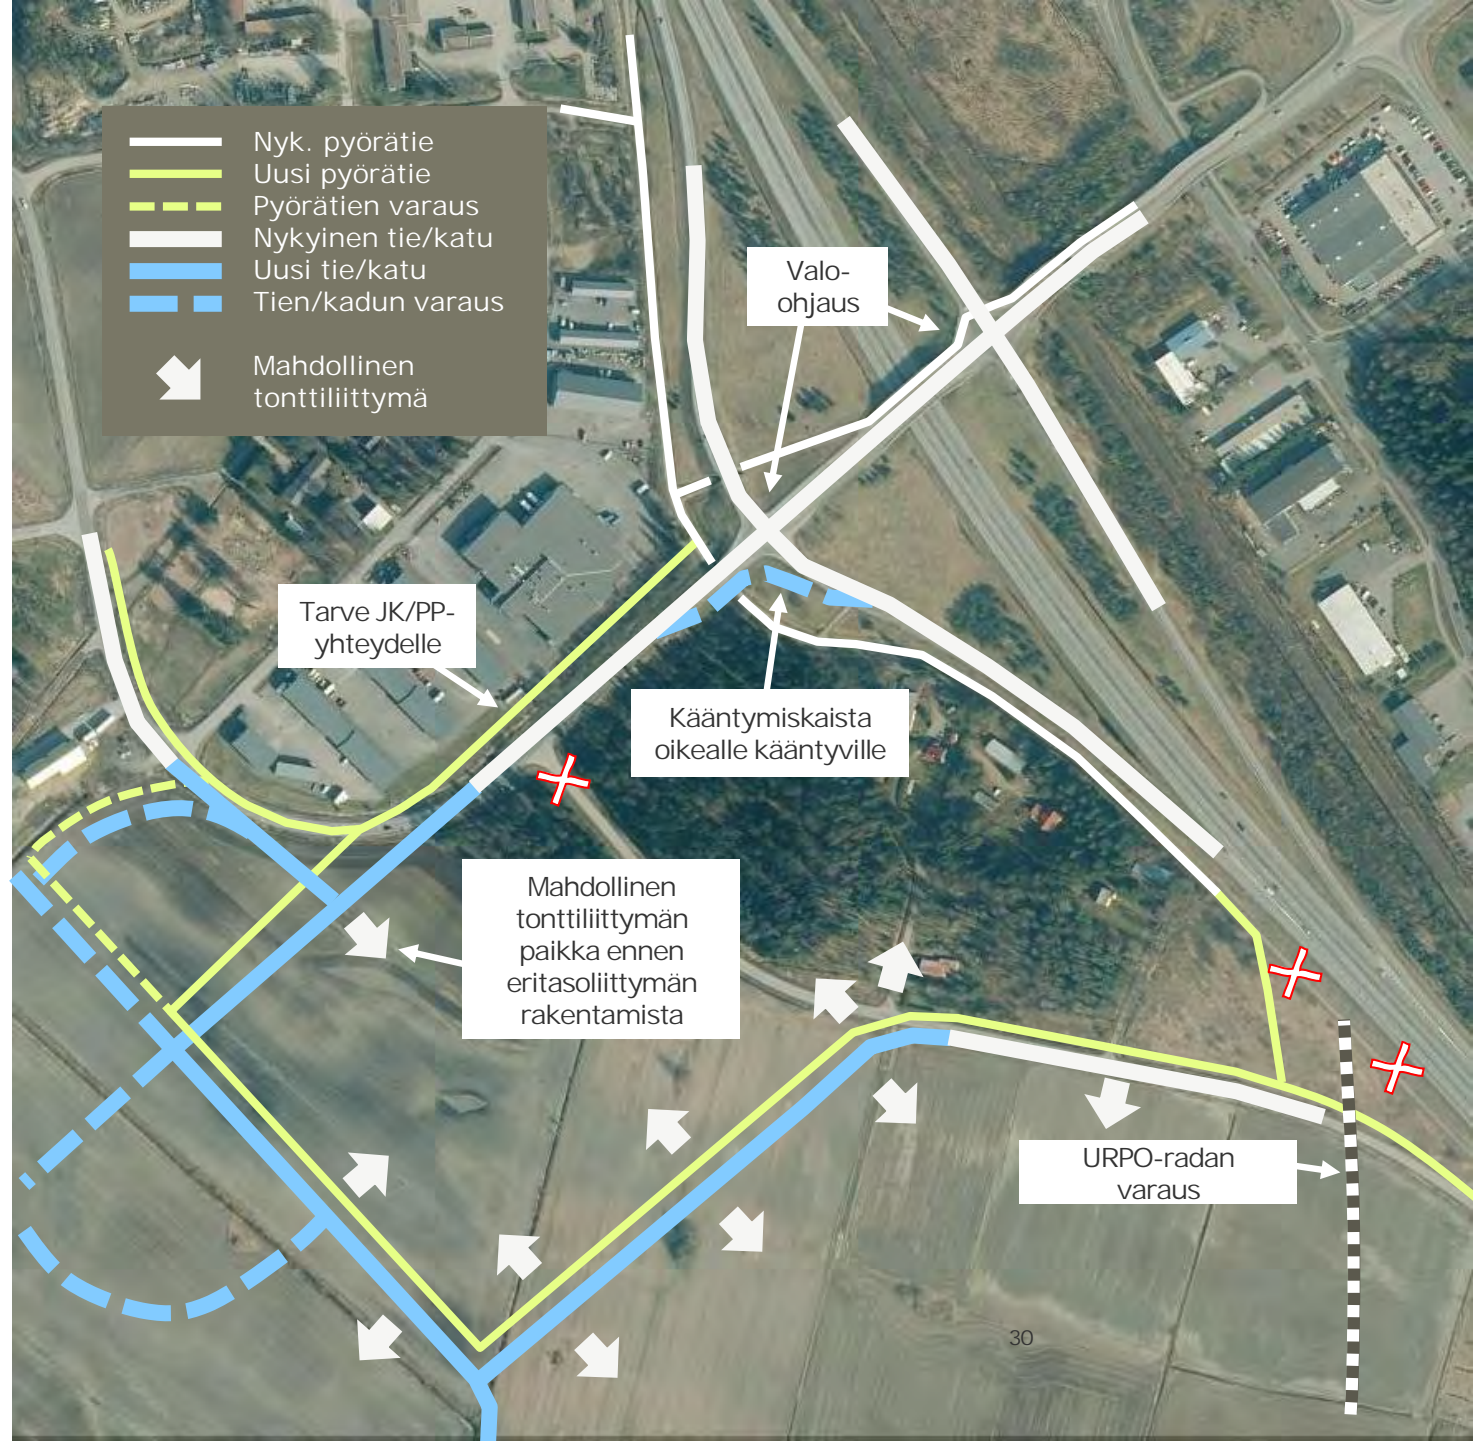 Nyk. pyörätie
Uusi pyörätie
Pyörätien varaus
Nykyinen tie/katu
Uusi tie/katu
Tien/kadun varaus
Mahdollinen
tonttiliittymä
Valo-
ohjaus
Tarve JK/PP-
yhteydelle
Kääntymiskaista
oikealle kääntyville
Mahdollinen
tonttiliittymän
paikka ennen
eritasoliittymän
rakentamista
URPO-radan
varaus
30